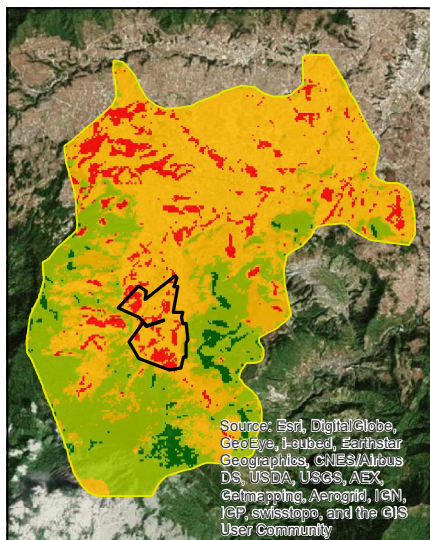 Source: Esri, DigitalGlobe,
GeoEye, i-cubed, Earthstar
Geographics, CNES/Airbus
DS, USDA, USGS, AEX,
Getmapping, Aerogrid, IGN,
IGP, swisstopo, and the GIS
User Community